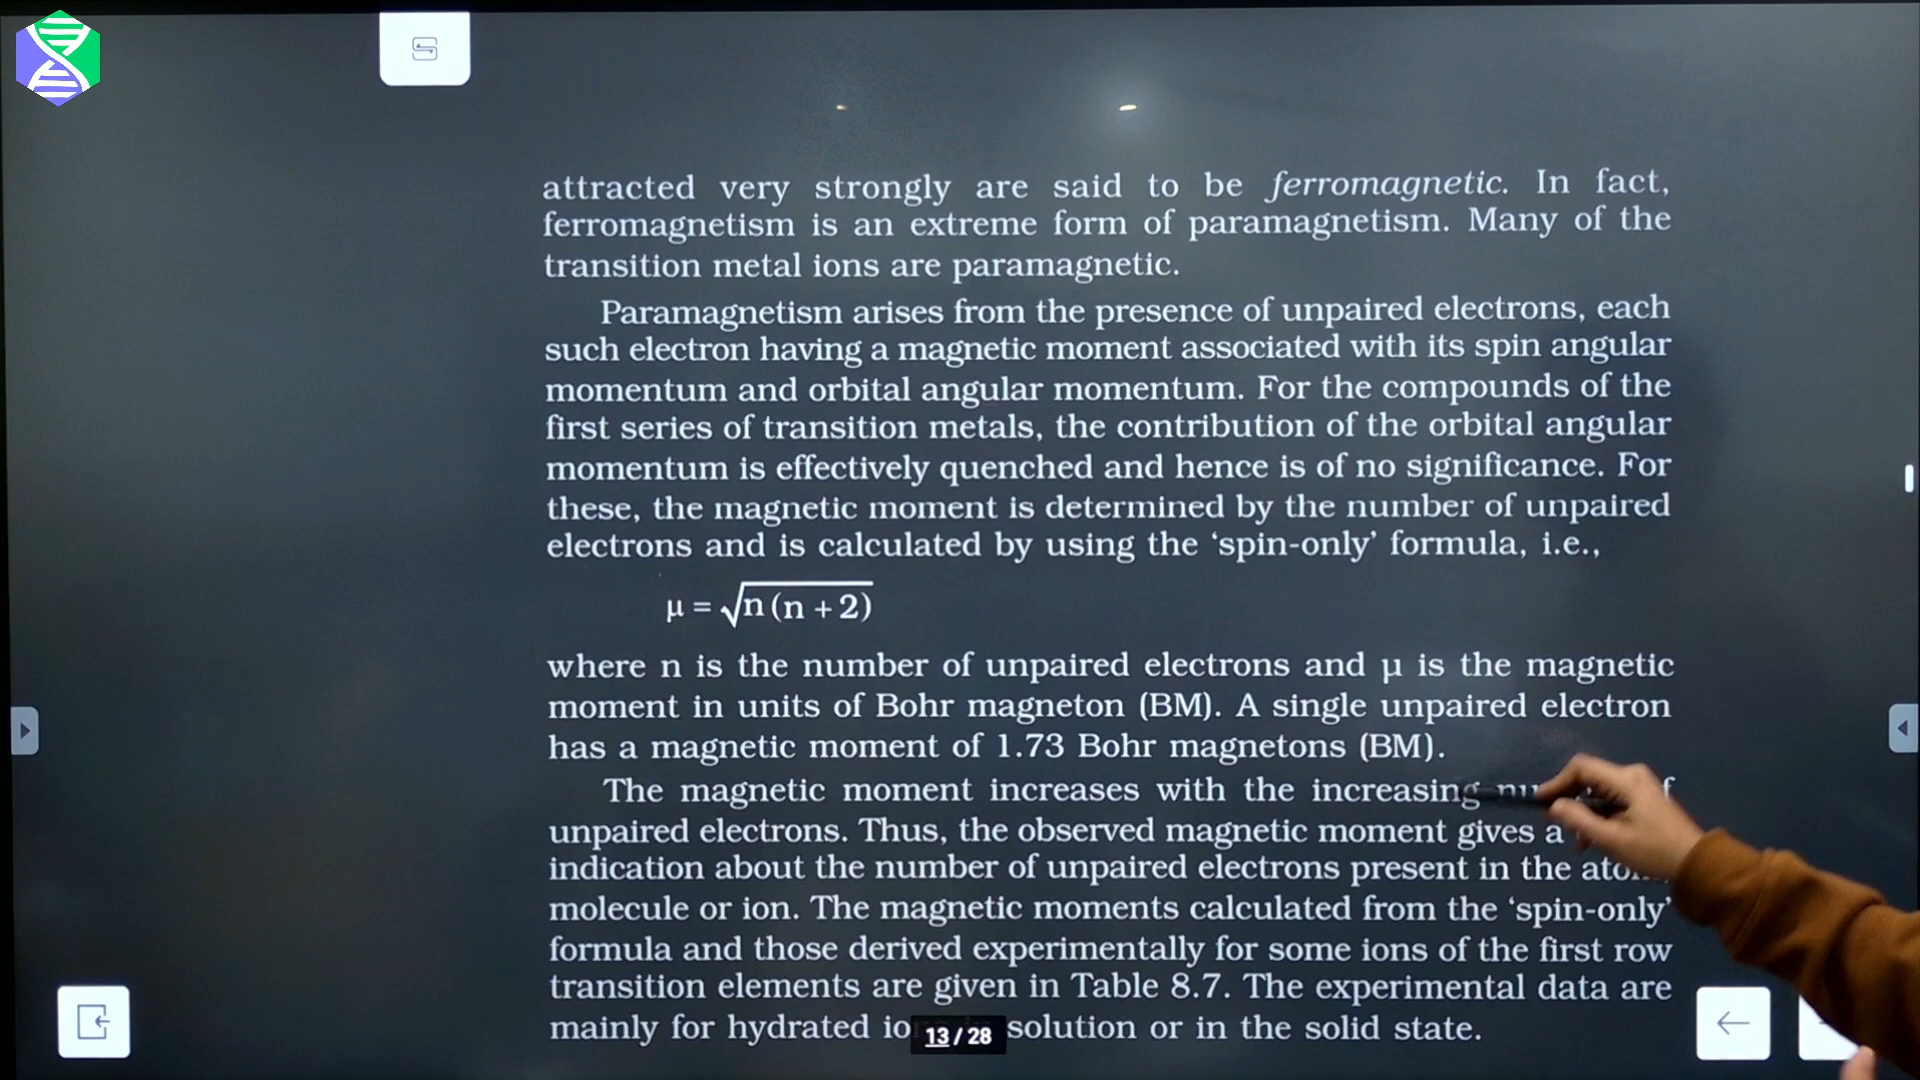 attracted very strongly are said to be ferromagnetic. In fact,
ferromagnetism is an extreme form of paramagnetism. Many of the
transition metal ions are paramagnetic.
Paramagnetism arises from the presence of unpaired electrons, each
such electron having a magnetic moment associated with its spin angular
momentum and orbital angular momentum. For the compounds of the
first series of transition metals, the contribution of the orbital angular
momentum is effectively quenched and hence is of no significance. For
these, the magnetic moment is determined by the number of unpaired
electrons and is calculated by using the ‘spin-only’ formula, i.e.,
μ = √n(n + 2)
where n is the number of unpaired electrons and μ is the magnetic
moment in units of Bohr magneton (BM). A single unpaired electron
has a magnetic moment of 1.73 Bohr magnetons (BM).
The magnetic moment increases with the increasing
unpaired electrons. Thus, the observed magnetic moment gives a
indication about the number of unpaired electrons present in the
molecule or ion. The magnetic moments calculated from the ‘spin-only’
formula and those derived experimentally for some ions of the first row
transition elements are given in Table 8.7. The experimental data are
mainly for hydrated solution or in the solid state.
13 / 28